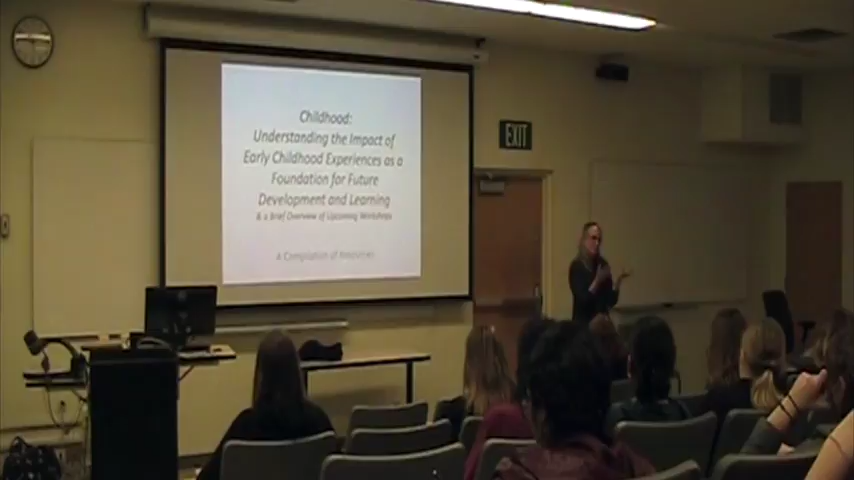 Childhood:
Understanding the Impact of
Early Childhood Experiences as a
Foundation for Future
Development and Learning
& a Brief Overview of Upcoming Workshops
A Compilation of Resources
EXIT